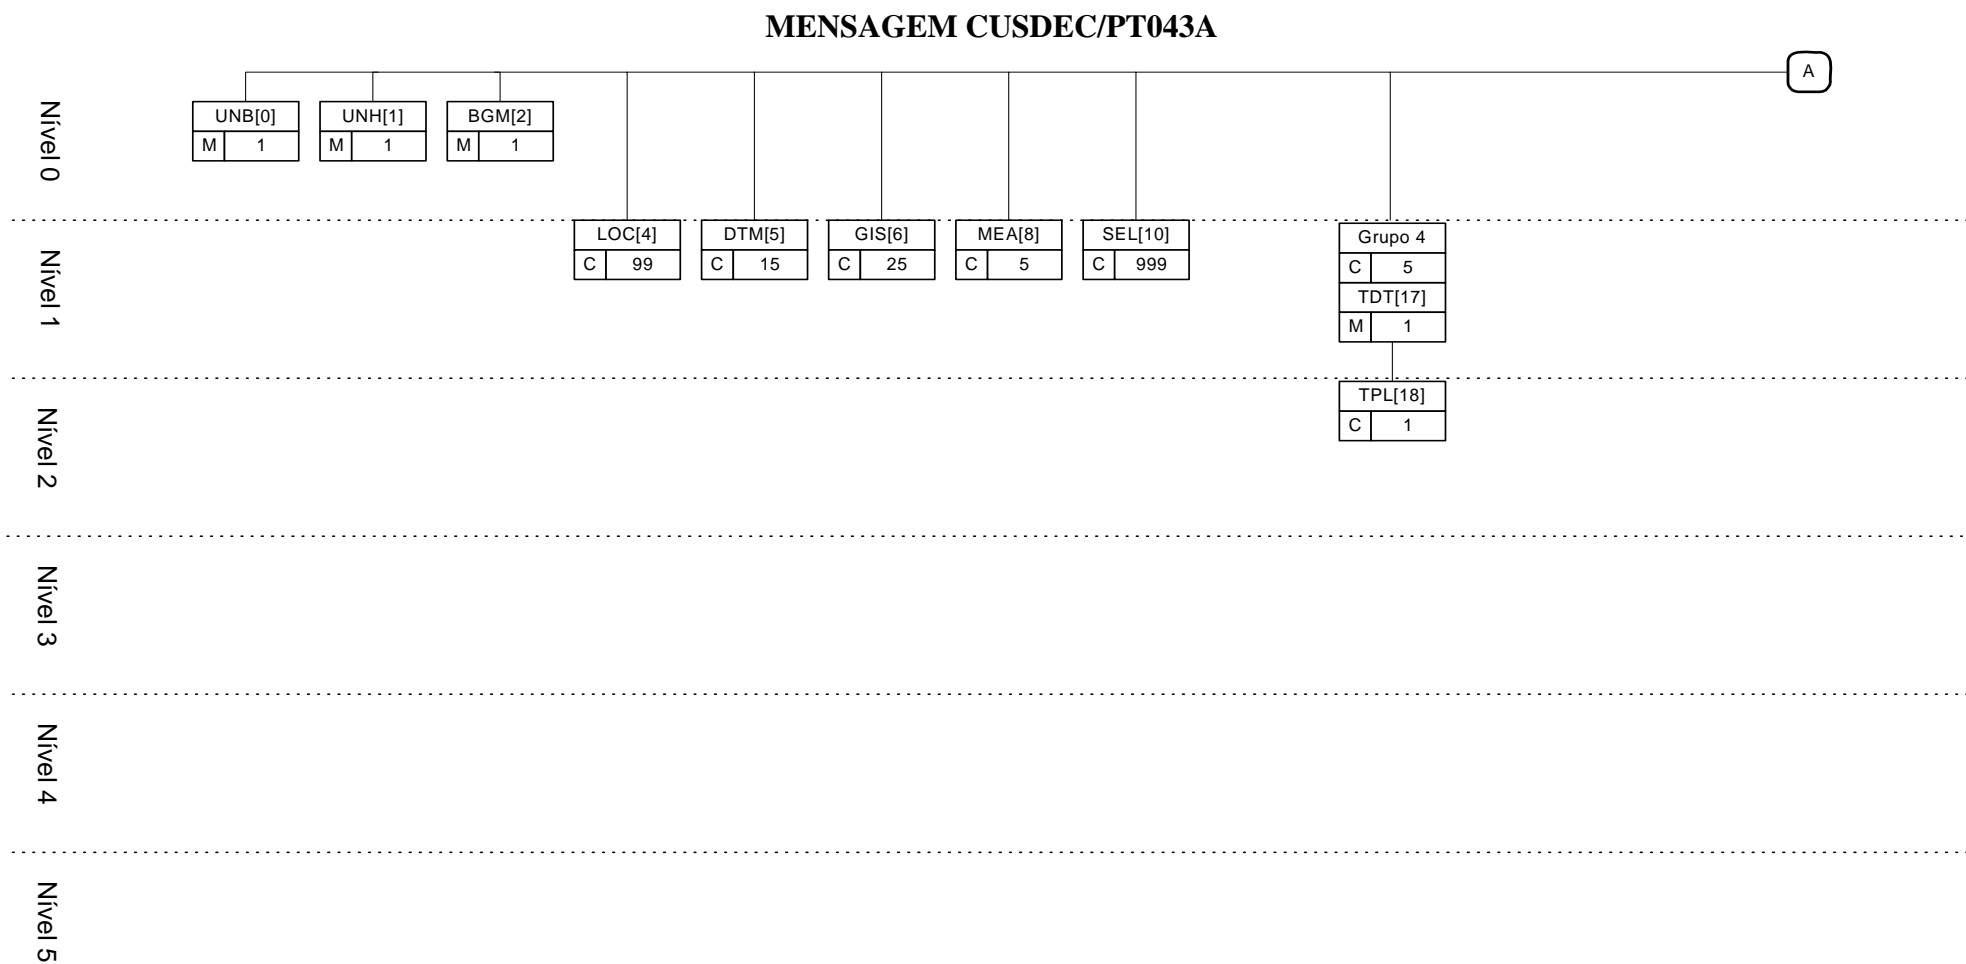 MENSAGEM CUSDEC/PT043A
A
Nível 0
UNB[0] UNH[1] BGM[2]
M 1 M 1 M 1
Nível 1
LOC[4] DTM[5] GIS[6] MEA[8] SEL[10] Grupo 4
C 99 C 15 C 25 C 5 C 999 C 5
TDT[17]
M 1
Nível 2
TPL[18]
C 1
Nível 3
Nível 4
Nível 5